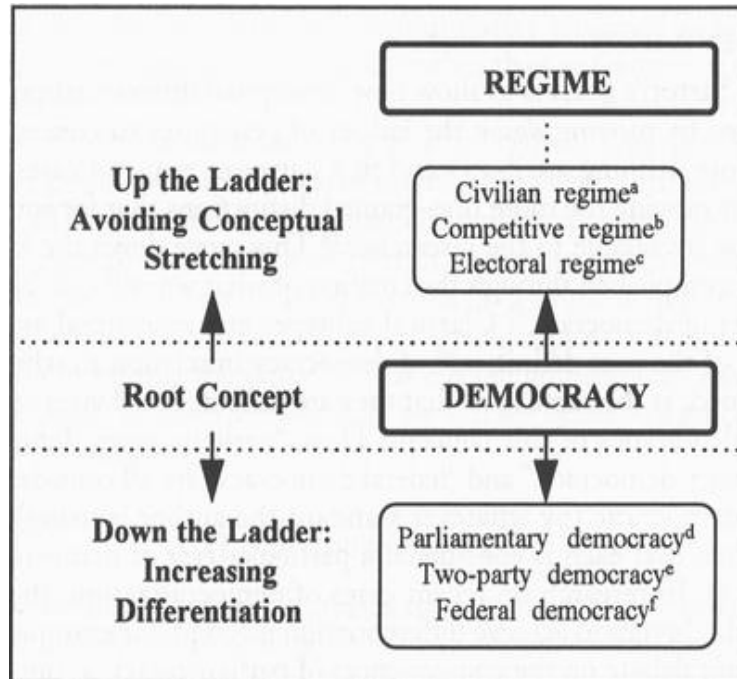 REGIME
Up the Ladder:
Avoiding Conceptual
Stretching
Civilian regimeᵃ
Competitive regimeᵇ
Electoral regimeᶜ
Root Concept
DEMOCRACY
Down the Ladder:
Increasing
Differentiation
Parliamentary democracyᵈ
Two-party democracyᵉ
Federal democracyᶠ